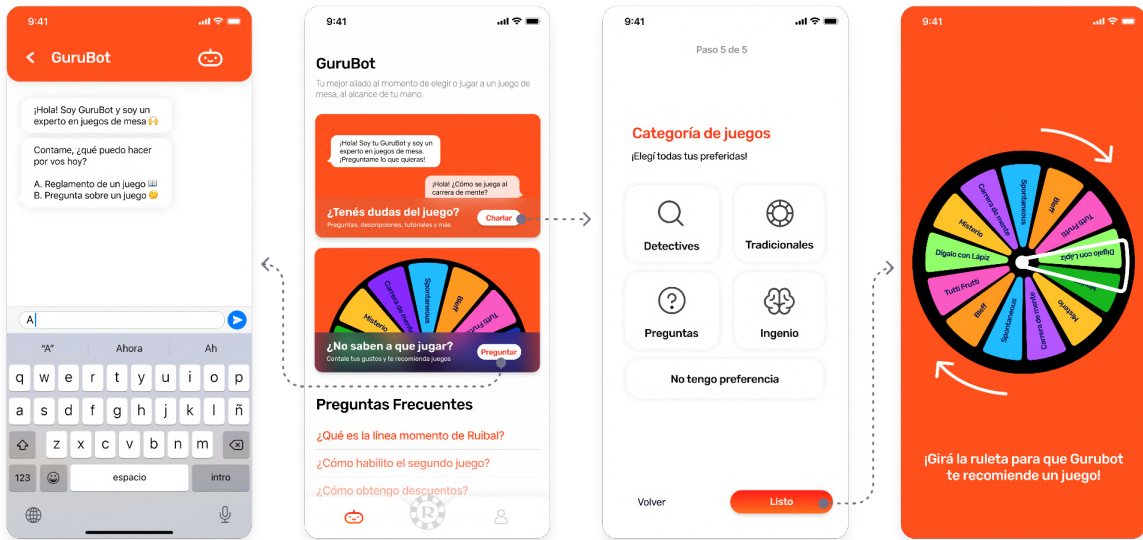 9:41
GuruBot
¡Hola! Soy GuruBot y soy un
experto en juegos de mesa 🙌
Contame, ¿qué puedo hacer
por vos hoy?
A. Reglamento de un juego 📖
B. Pregunta sobre un juego 🤔
A
“A”
Ahora
Ah
q w e r t y u i o p
a s d f g h j k l ñ
z x c v b n m
123
espacio
intro
9:41
GuruBot
Tu mejor aliado al momento de elegir o jugar a un juego de
mesa, al alcance de tu mano.
¡Hola! Soy tu GuruBot y soy un
experto en juegos de mesa.
¡Preguntame lo que quieras!
¡Hola! ¿Cómo se juega al
carrera de mente?
¿Tenés dudas del juego?
Preguntas, descripciones, tutoriales y más
Charlar
Misterio
Carrera de mente
Spontaneous
Bleff
Tutti Frutti
¿No saben a que jugar?
Contale tus gustos y te recomienda juegos
Preguntar
Preguntas Frecuentes
¿Qué es la línea momento de Ruibal?
¿Cómo habilito el segundo juego?
¿Cómo obtengo descuentos?
R
9:41
Paso 5 de 5
Categoría de juegos
¡Elegí todas tus preferidas!
Detectives
Tradicionales
Preguntas
Ingenio
No tengo preferencia
Volver
Listo
9:41
Spontaneous
Bleff
Tutti Frutti
Dígalo con Lápiz
Misterio
Carrera de mente
Spontaneous
Bleff
Tutti Frutti
Dígalo con Lápiz
Misterio
Carrera de mente
¡Girá la ruleta para que Gurubot
te recomiende un juego!